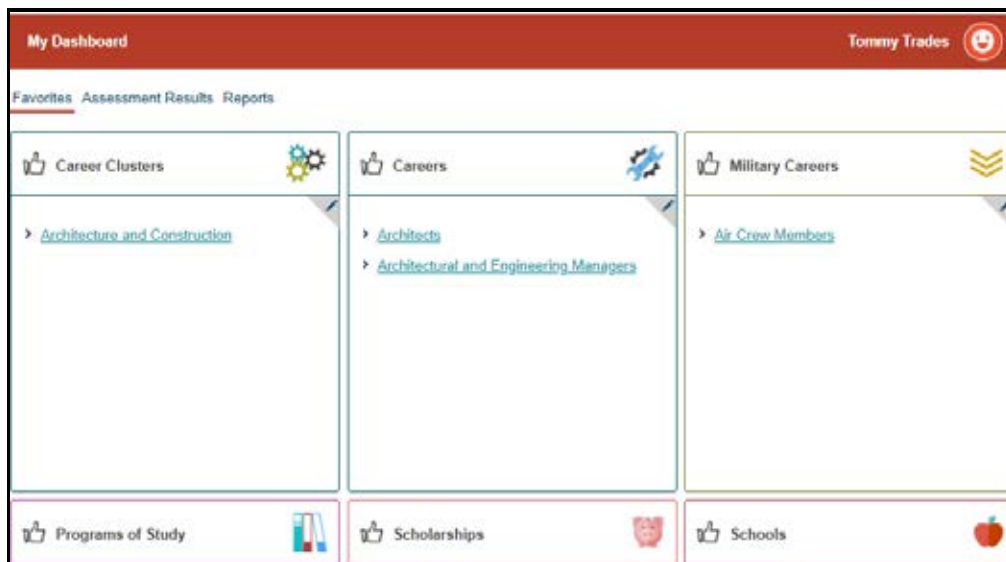 My Dashboard
Tommy Trades
Favorites Assessment Results Reports
Career Clusters
Careers
Military Careers
Architecture and Construction
Architects
Air Crew Members
Architectural and Engineering Managers
Programs of Study
Scholarships
Schools